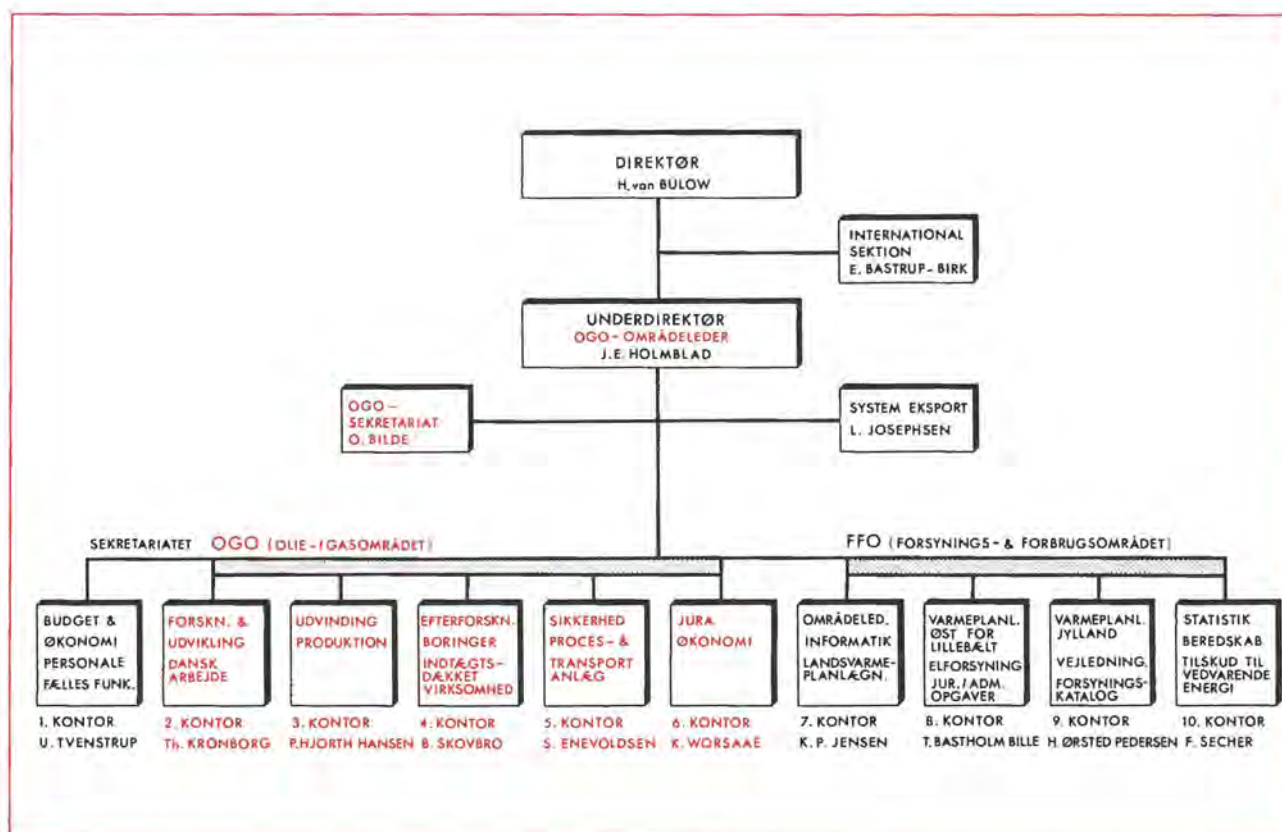 DIREKTØR
H. von BÜLOW
INTERNATIONAL
SEKTION
E. BASTRUP-BIRK
UNDERDIREKTØR
OGO-OMRÅDELEDER
J.E. HOLMBLAD
OGO-
SEKRETARIAT
O. BILDE
SYSTEM EKSPORT
L. JOSEPHSEN
SEKRETARIATET OGO (OLIE-/GASOMRÅDET)
FFO (FORSYNINGS- & FORBRUGSOMRÅDET)
BUDGET &
ØKONOMI
PERSONALE
FÆLLES FUNK.
1. KONTOR
U. TVENSTRUP
FORSKN. &
UDVIKLING
DANSK
ARBEJDE
2. KONTOR
Th. KRONBORG
UDVINDING
PRODUKTION
3. KONTOR
P. HJORTH HANSEN
EFTERFORSKN.
BORINGER
INDTÆGTS-
DÆKKET
VIRKSOMHED
4. KONTOR
B. SKOVBRO
SIKKERHED
PROCES- &
TRANSPORT
ANLÆG
5. KONTOR
S. ENEVOLDSEN
JURA
ØKONOMI
6. KONTOR
K. WORSAAE
OMRÅDELED.
INFORMATIK
LANDSVARME-
PLANLÆGN.
7. KONTOR
K. P. JENSEN
VARMEPLANL.
ØST FOR
LILLEBÆLT
ELFORSYNING
JUR./ADM.
OPGAVER
8. KONTOR
T. BASTHOLM BILLE
VARMEPLANL.
JYLLAND
VEJLEDNING.
FORSYNINGS-
KATALOG
9. KONTOR
H. ØRSTED PEDERSEN
STATISTIK
BEREDSKAB
TILSKUD TIL
VEDVARENDE
ENERGI
10. KONTOR
F. SECHER